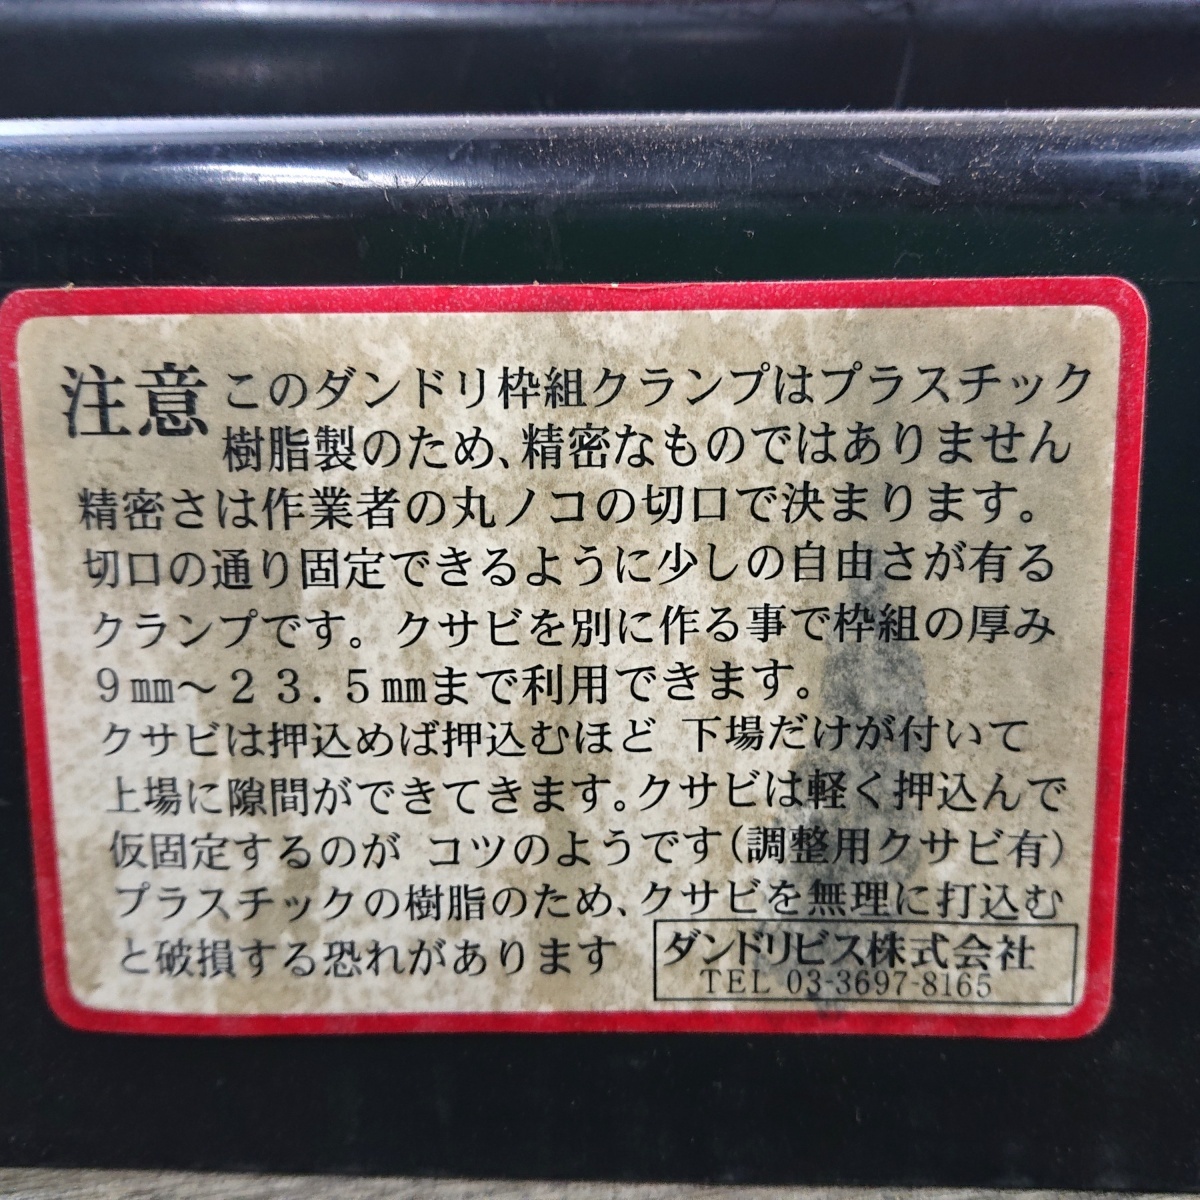 注意 このダンドリ枠組クランプはプラスチック
樹脂製のため、精密なものではありません
精密さは作業者の丸ノコの切口で決まります。
切口の通り固定できるように少しの自由さが有る
クランプです。クサビを別に作る事で枠組の厚み
9㎜～23.5㎜まで利用できます。
クサビは押込めば押込むほど 下場だけが付いて
上場に隙間ができてきます。クサビは軽く押込んで
仮固定するのが コツのようです(調整用クサビ有)
プラスチックの樹脂のため、クサビを無理に打込む
と破損する恐れがあります
ダンドリビス株式会社
TEL 03-3697-8165